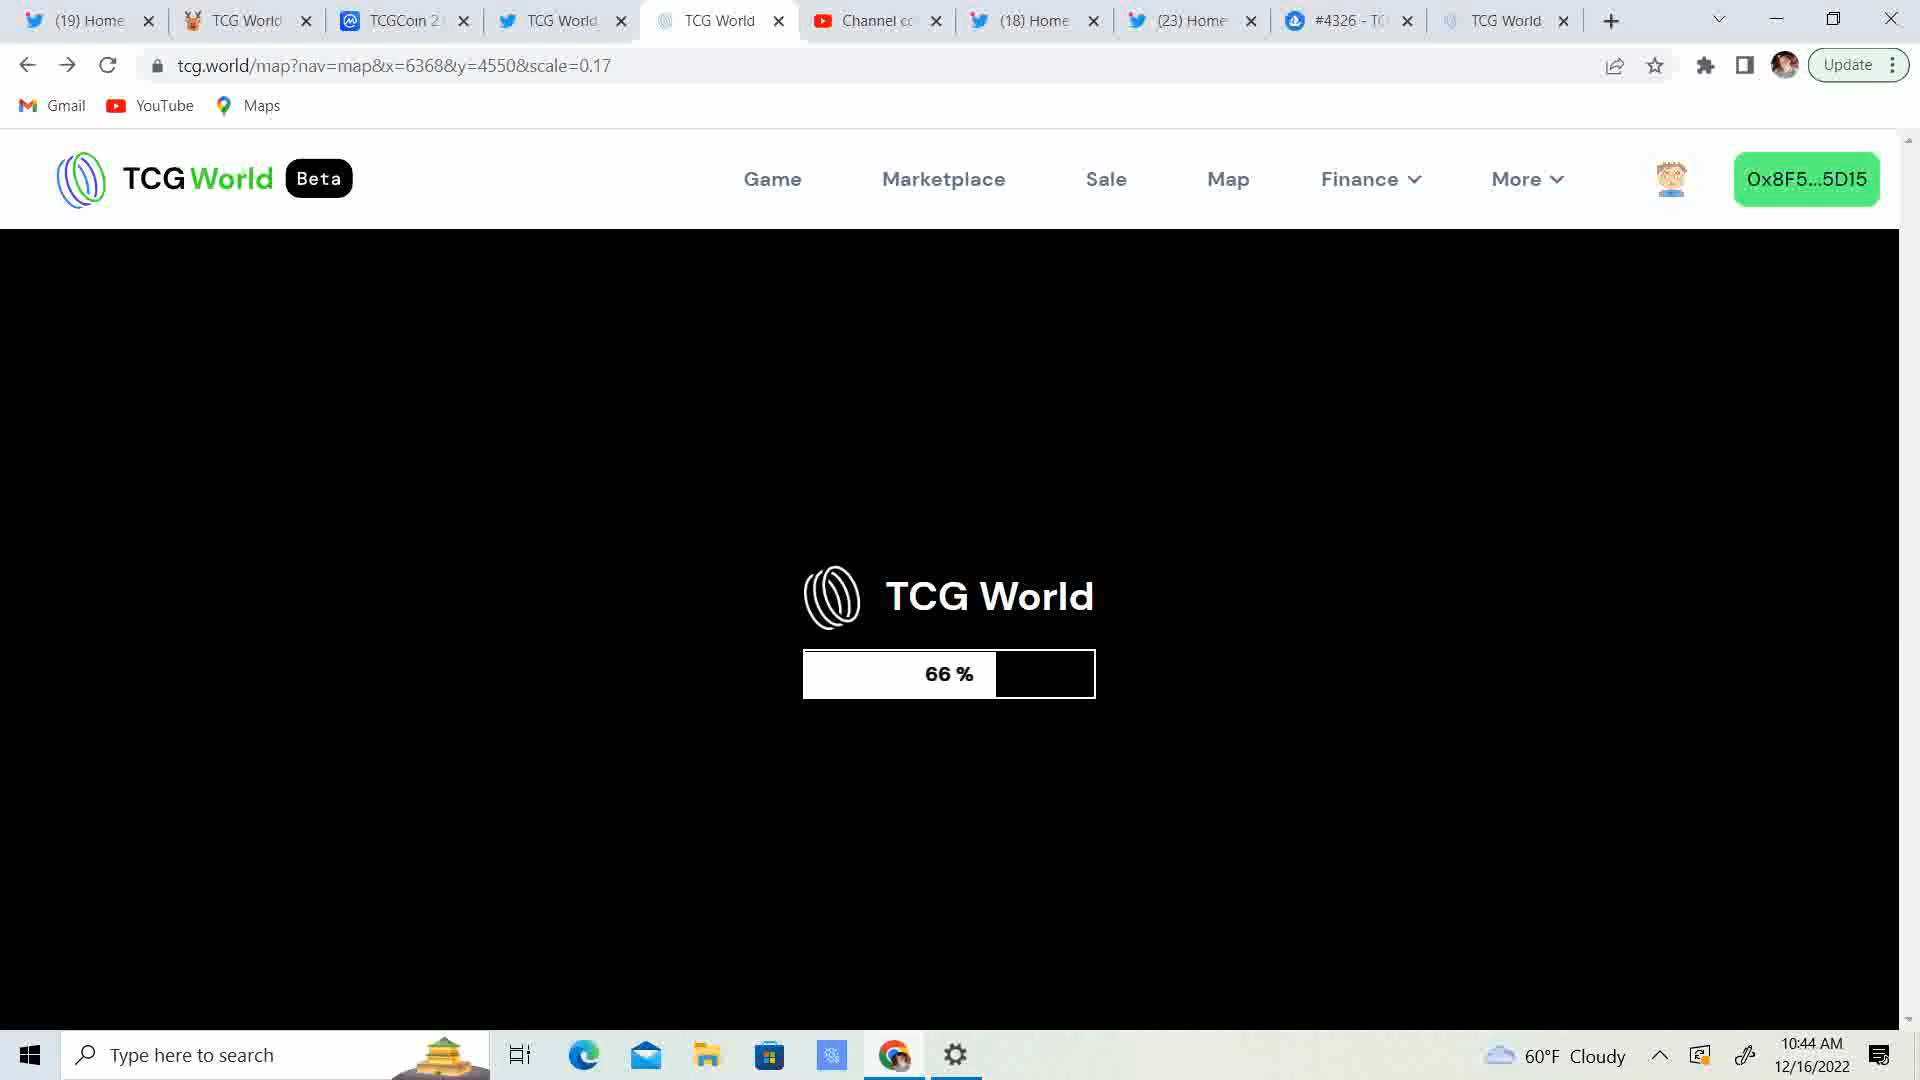 (19) Home
TCG World
TCGCoin 2
TCG World
TCG World
Channel cc
(18) Home
(23) Home
#4326 - TC
TCG World
tcg.world/map?nav=map&x=6368&y=4550&scale=0.17
Update
Gmail
YouTube
Maps
TCG World
Beta
Game
Marketplace
Sale
Map
Finance
More
0x8F5...5D15
TCG World
66 %
Type here to search
60°F Cloudy
10:44 AM
12/16/2022